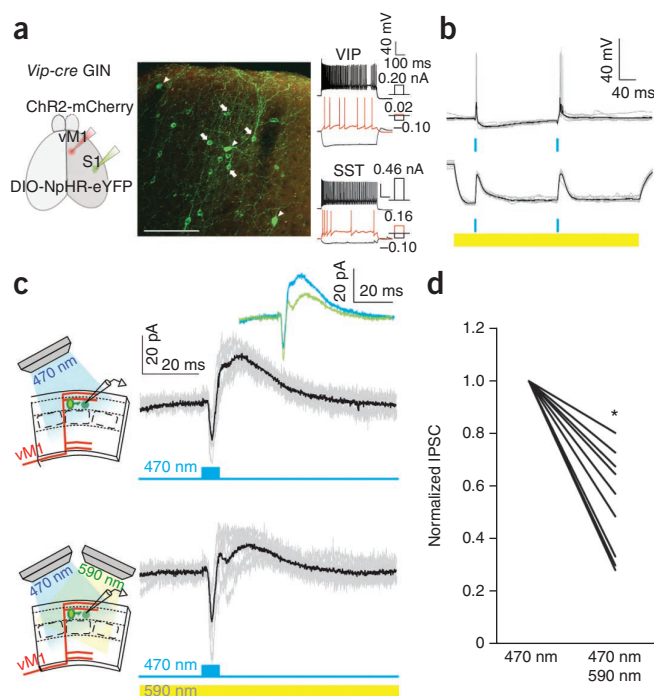 a
Vip-cre GIN
ChR2-mCherry
vM1
S1
DIO-NpHR-eYFP
VIP
40 mV
100 ms
0.20 nA
0.02
−0.10
SST
0.46 nA
0.16
−0.10
b
40 mV
40 ms
c
470 nm
vM1
20 pA
20 ms
20 pA
20 ms
470 nm
470 nm
590 nm
vM1
470 nm
590 nm
d
Normalized IPSC
1.2
1.0
0.8
0.6
0.4
0.2
0
*
470 nm
470 nm
590 nm